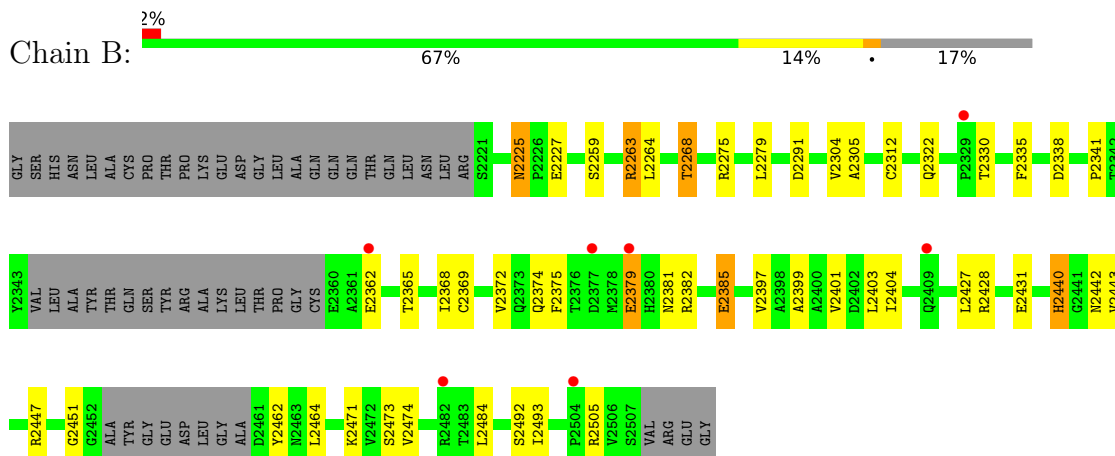 2%
Chain B:
67% 14% • 17%
GLY SER HIS ASN LEU ALA CYS PRO THR PRO LYS GLU ASP GLY LEU ALA GLN GLN GLN THR GLN LEU ASN LEU ARG S2221 N2225 P2226 E2227 S2259 R2263 L2264 T2268 R2275 L2279 D2291 V2304 A2305 C2312 Q2322 P2329 T2330 F2335 D2338 P2341 T2342
Y2343 VAL LEU ALA TYR THR GLN SER TYR ARG ALA LYS LEU THR PRO GLY CYS E2360 A2361 E2362 T2365 I2368 C2369 V2372 Q2373 Q2374 F2375 T2376 D2377 M2378 E2379 H2380 N2381 R2382 E2385 V2397 A2398 A2399 A2400 V2401 D2402 L2403 I2404 Q2409 L2427 R2428 E2431 H2440 G2441 N2442 V2443
R2447 G2451 G2452 ALA TYR GLY GLU ASP LEU GLY ALA D2461 Y2462 N2463 L2464 K2471 V2472 S2473 V2474 R2482 T2483 L2484 S2492 I2493 P2504 R2505 V2506 S2507 VAL ARG GLU GLY